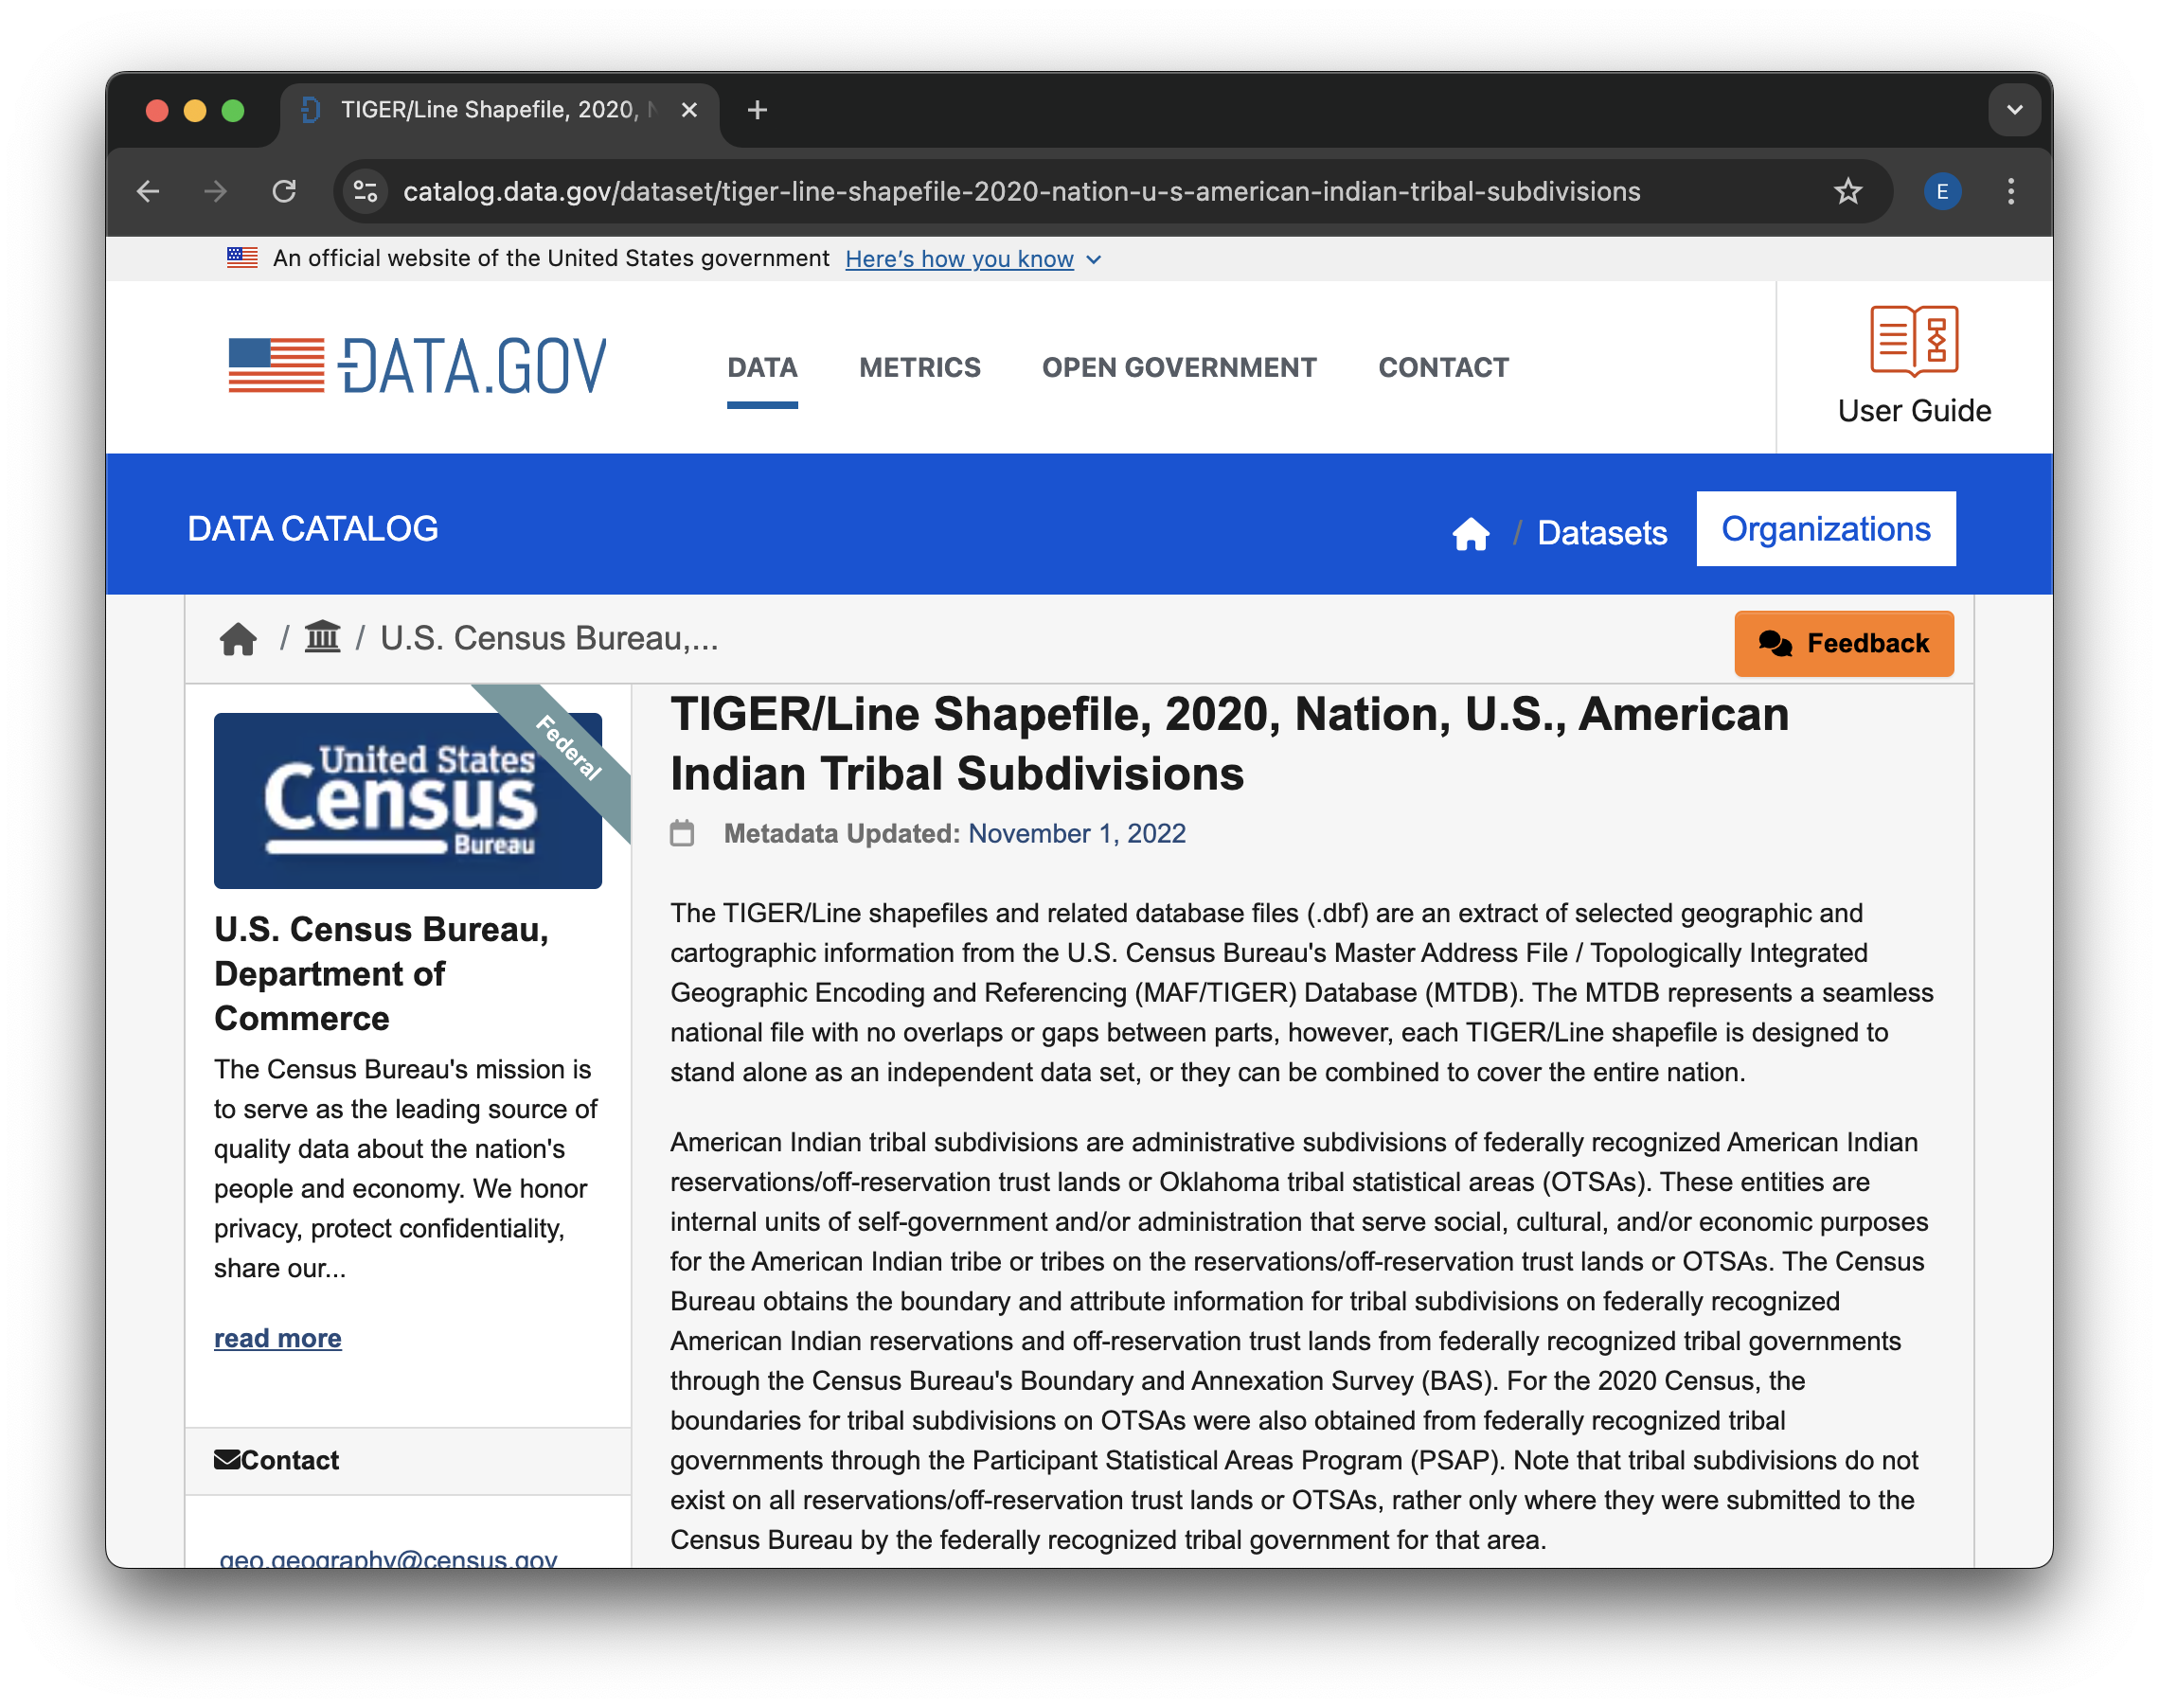 TIGER/Line Shapefile, 2020,
catalog.data.gov/dataset/tiger-line-shapefile-2020-nation-u-s-american-indian-tribal-subdivisions
E
An official website of the United States government Here’s how you know
DATA.GOV
DATA
METRICS
OPEN GOVERNMENT
CONTACT
User Guide
DATA CATALOG
/ Datasets
Organizations
/ / U.S. Census Bureau,...
Feedback
Federal
United States
Census
Bureau
U.S. Census Bureau,
Department of
Commerce
The Census Bureau's mission is
to serve as the leading source of
quality data about the nation's
people and economy. We honor
privacy, protect confidentiality,
share our...
read more
Contact
geo.geography@census.gov
TIGER/Line Shapefile, 2020, Nation, U.S., American
Indian Tribal Subdivisions
Metadata Updated: November 1, 2022
The TIGER/Line shapefiles and related database files (.dbf) are an extract of selected geographic and
cartographic information from the U.S. Census Bureau's Master Address File / Topologically Integrated
Geographic Encoding and Referencing (MAF/TIGER) Database (MTDB). The MTDB represents a seamless
national file with no overlaps or gaps between parts, however, each TIGER/Line shapefile is designed to
stand alone as an independent data set, or they can be combined to cover the entire nation.
American Indian tribal subdivisions are administrative subdivisions of federally recognized American Indian
reservations/off-reservation trust lands or Oklahoma tribal statistical areas (OTSAs). These entities are
internal units of self-government and/or administration that serve social, cultural, and/or economic purposes
for the American Indian tribe or tribes on the reservations/off-reservation trust lands or OTSAs. The Census
Bureau obtains the boundary and attribute information for tribal subdivisions on federally recognized
American Indian reservations and off-reservation trust lands from federally recognized tribal governments
through the Census Bureau's Boundary and Annexation Survey (BAS). For the 2020 Census, the
boundaries for tribal subdivisions on OTSAs were also obtained from federally recognized tribal
governments through the Participant Statistical Areas Program (PSAP). Note that tribal subdivisions do not
exist on all reservations/off-reservation trust lands or OTSAs, rather only where they were submitted to the
Census Bureau by the federally recognized tribal government for that area.